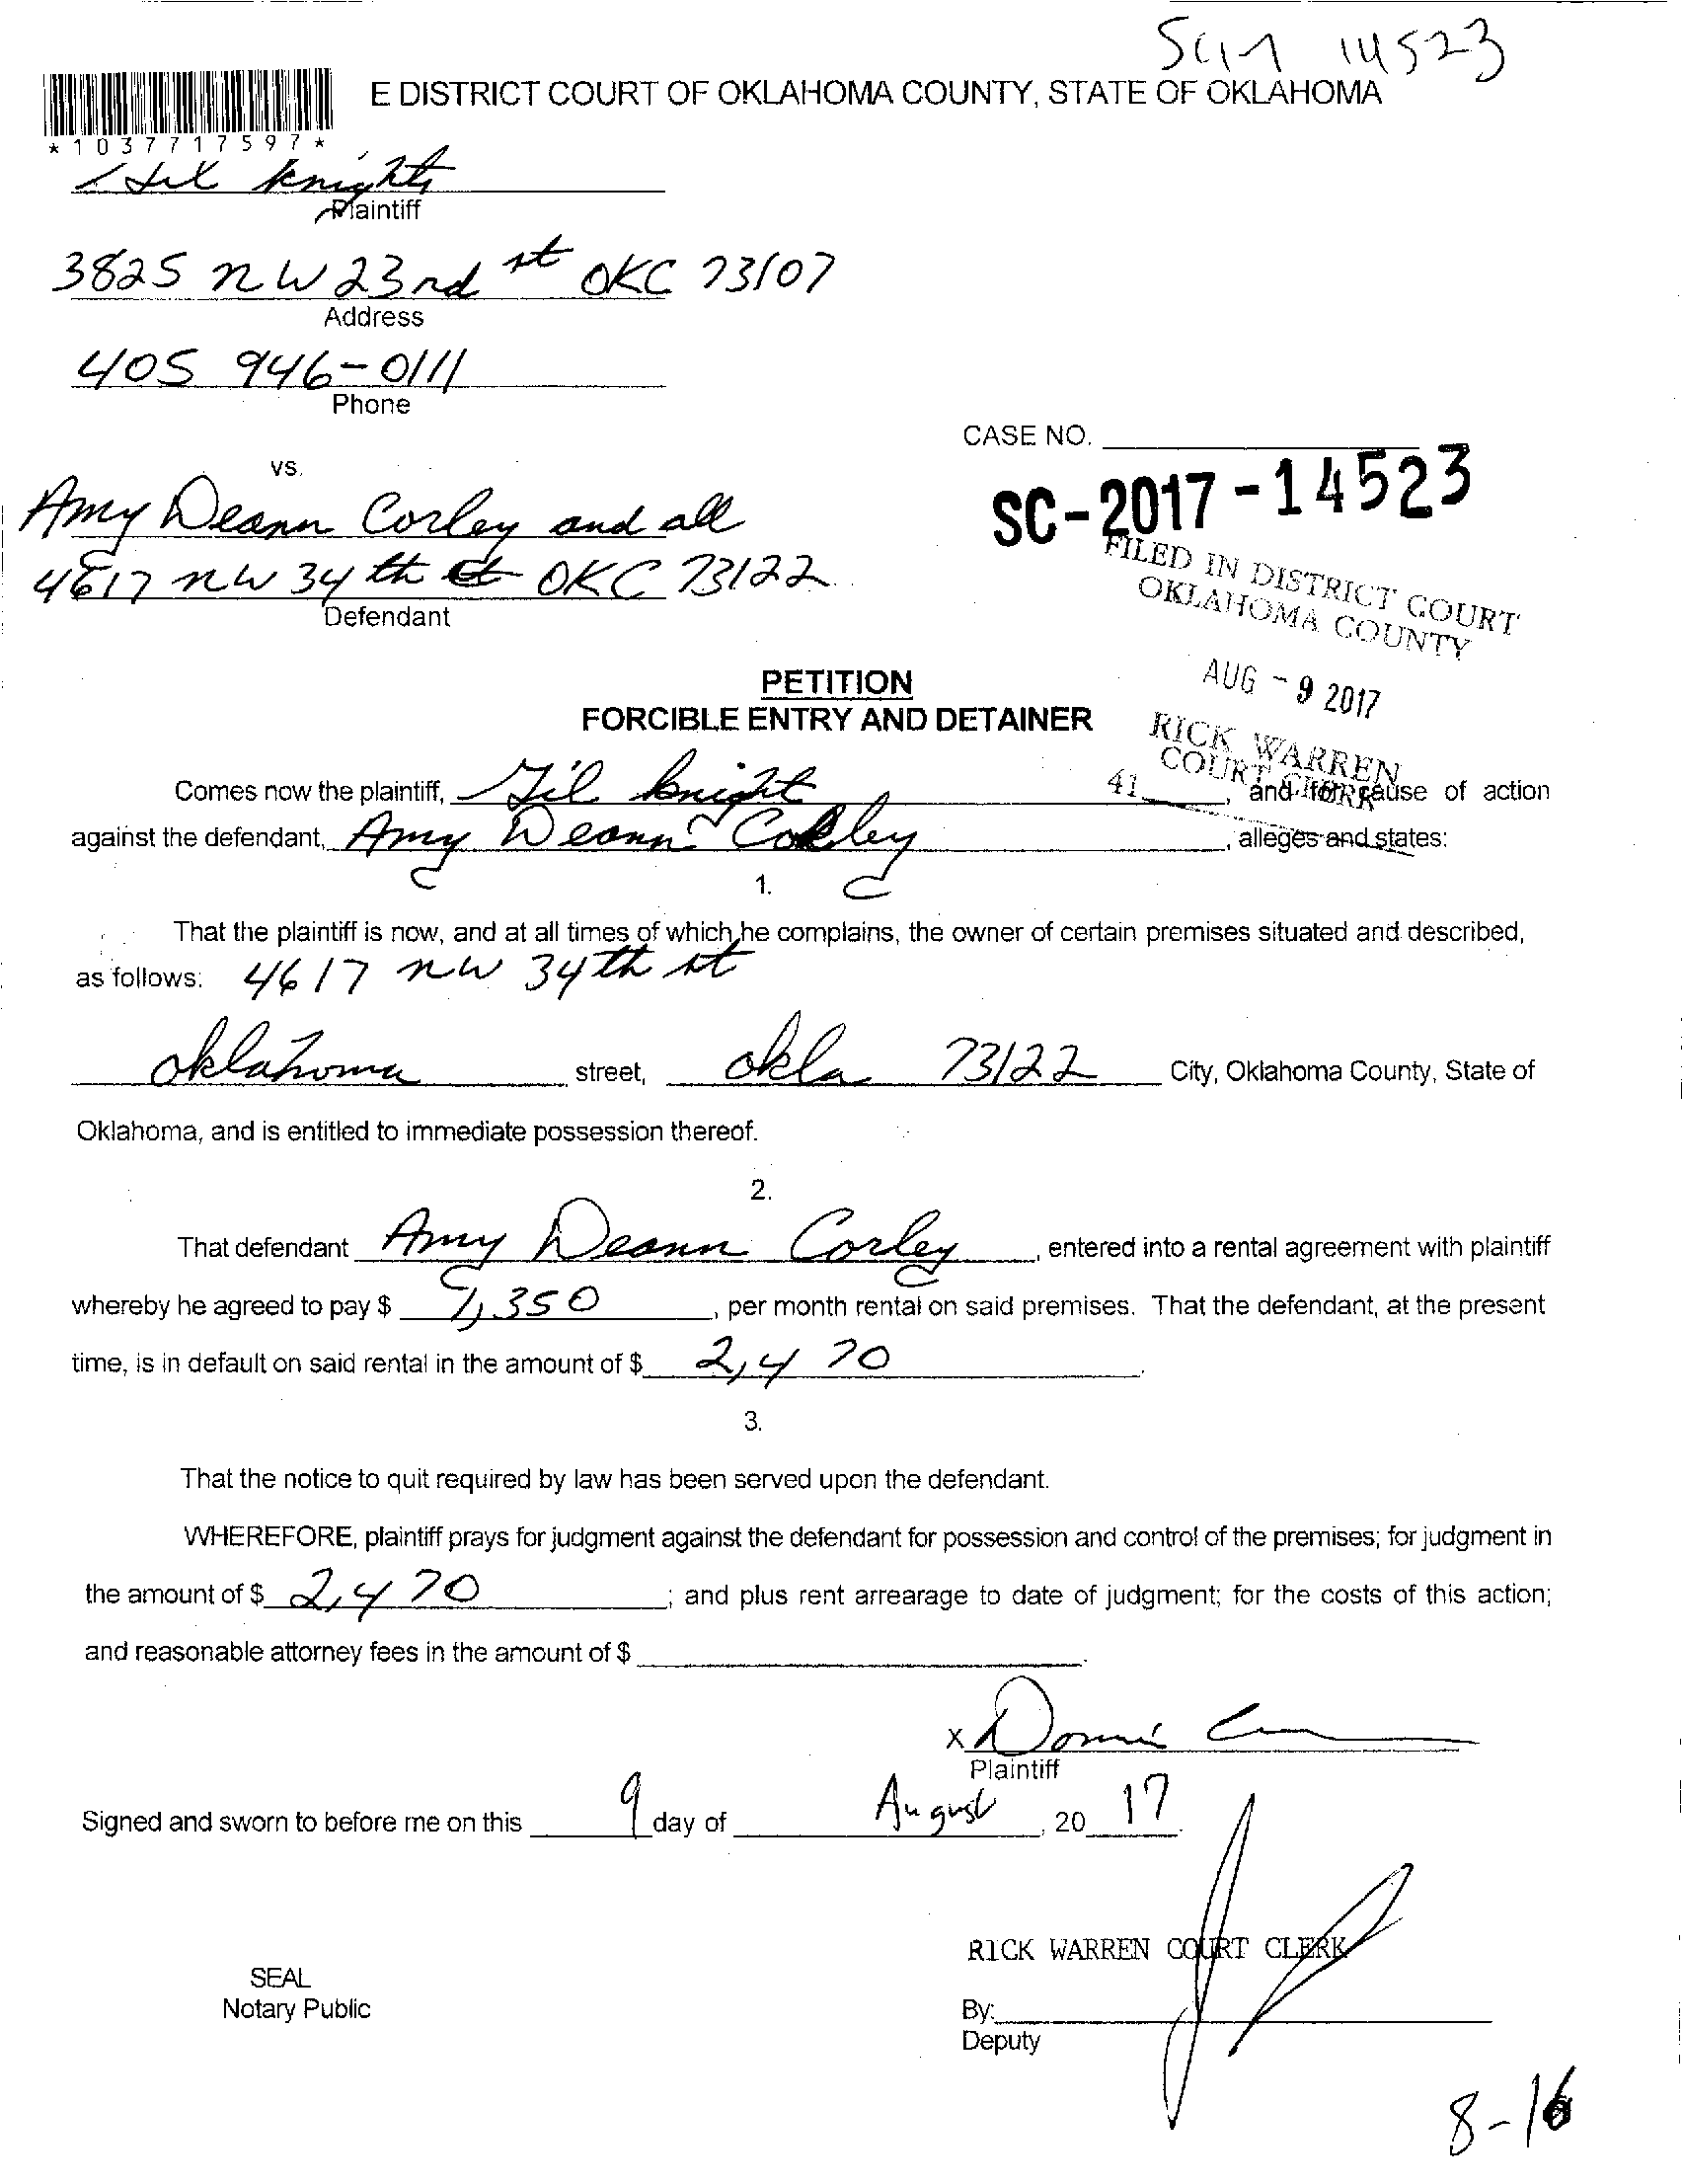 SC17 14523
E DISTRICT COURT OF OKLAHOMA COUNTY, STATE OF OKLAHOMA
*1037717597*
Gil Knight
Plaintiff
3825 NW 23rd st OKC 73107
Address
405 946-0111
Phone
CASE NO.
SC-2017-14523
vs.
Amy Deann Corley and all
4617 NW 34th st OKC 73122
Defendant
FILED IN DISTRICT COURT
OKLAHOMA COUNTY
AUG - 9 2017
RICK WARREN
COURT CLERK
41
PETITION
FORCIBLE ENTRY AND DETAINER
Comes now the plaintiff, Gil Knight, and for cause of action
against the defendant, Amy Deann Corley, alleges and states:
1.
That the plaintiff is now, and at all times of which he complains, the owner of certain premises situated and described,
as follows: 4617 NW 34th st
Oklahoma street, Okla 73122 City, Oklahoma County, State of
Oklahoma, and is entitled to immediate possession thereof.
2.
That defendant Amy Deann Corley, entered into a rental agreement with plaintiff
whereby he agreed to pay $ 1,350, per month rental on said premises. That the defendant, at the present
time, is in default on said rental in the amount of $ 2,470.
3.
That the notice to quit required by law has been served upon the defendant.
WHEREFORE, plaintiff prays for judgment against the defendant for possession and control of the premises; for judgment in
the amount of $ 2,470; and plus rent arrearage to date of judgment; for the costs of this action;
and reasonable attorney fees in the amount of $
X
Plaintiff
Signed and sworn to before me on this 9 day of August, 20 17.
RICK WARREN COURT CLERK
SEAL
Notary Public
By:
Deputy
8-16